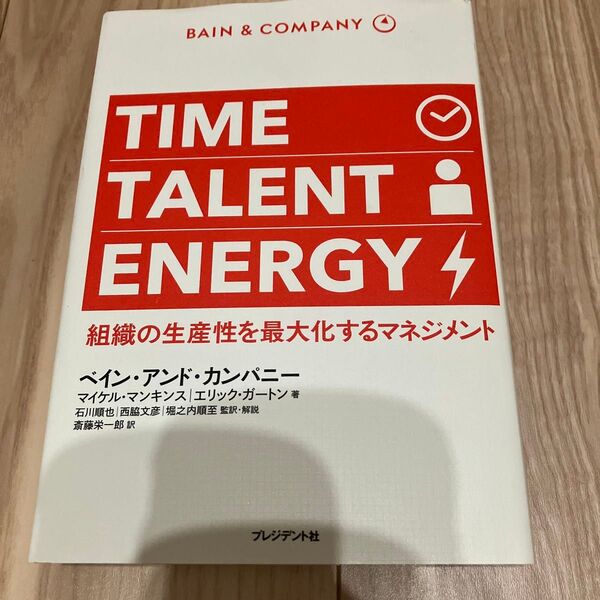 BAIN & COMPANY
TIME
TALENT
ENERGY
組織の生産性を最大化するマネジメント
ベイン・アンド・カンパニー
マイケル・マンキンス|エリック・ガートン 著
石川順也|西脇文彦|堀之内順至 監訳・解説
斎藤栄一郎 訳
プレジデント社